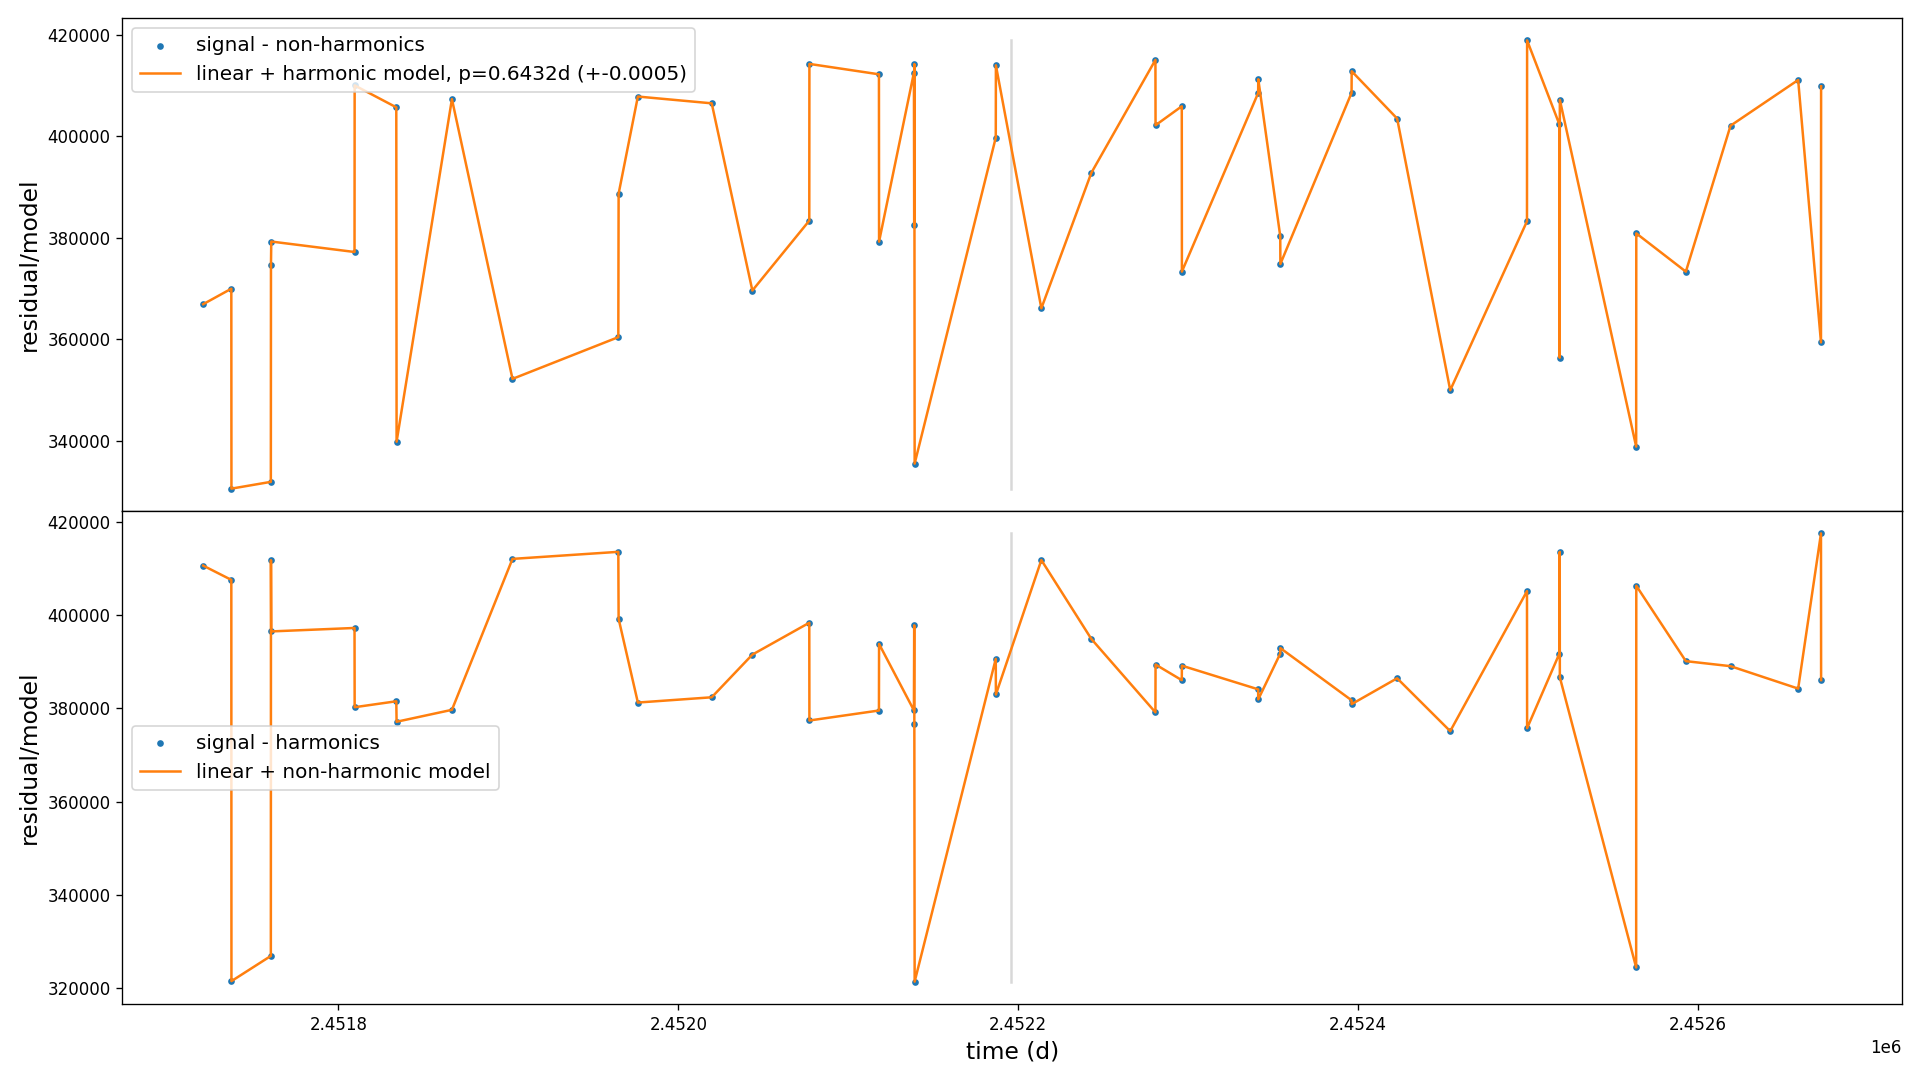 420000
400000
380000
360000
340000
residual/model
signal - non-harmonics
linear + harmonic model, p=0.6432d (+-0.0005)
420000
400000
380000
360000
340000
320000
residual/model
signal - harmonics
linear + non-harmonic model
2.4518
2.4520
2.4522
2.4524
2.4526
1e6
time (d)